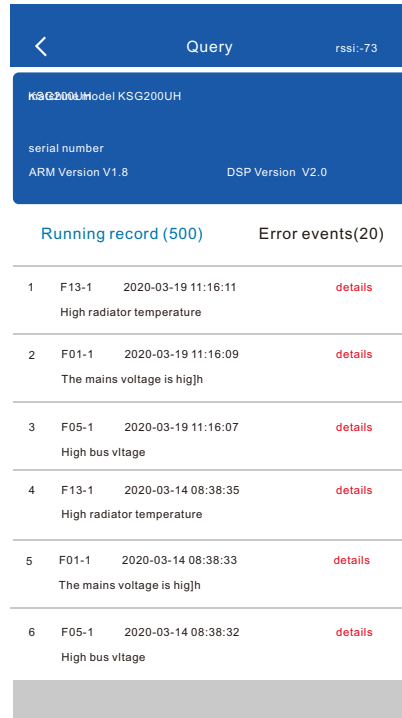 Query rssi:-73
machine model KSG200UH
serial number
ARM Version V1.8 DSP Version V2.0
Running record (500) Error events(20)
1 F13-1 2020-03-19 11:16:11 details
High radiator temperature
2 F01-1 2020-03-19 11:16:09 details
The mains voltage is hig]h
3 F05-1 2020-03-19 11:16:07 details
High bus vltage
4 F13-1 2020-03-14 08:38:35 details
High radiator temperature
5 F01-1 2020-03-14 08:38:33 details
The mains voltage is hig]h
6 F05-1 2020-03-14 08:38:32 details
High bus vltage